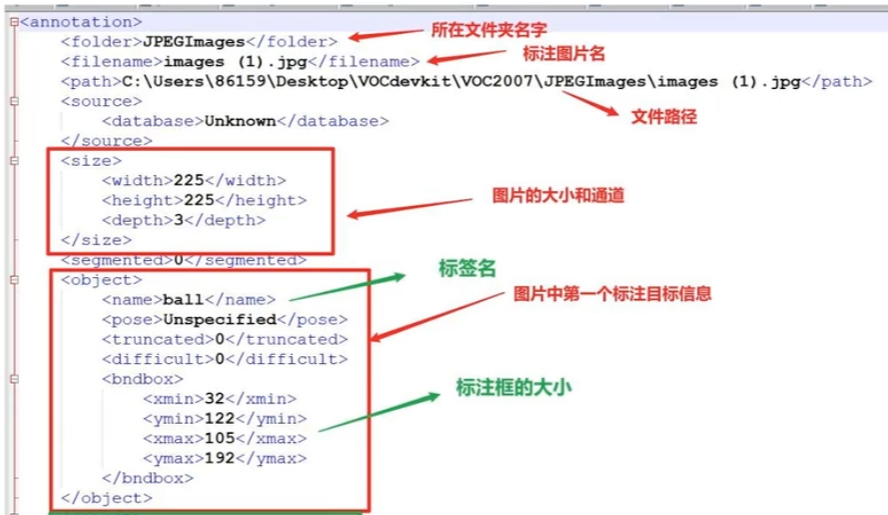 <annotation>
<folder>JPEGImages</folder>
所在文件夹名字
<filename>images (1).jpg</filename>
标注图片名
<path>C:\Users\86159\Desktop\VOCdevkit\VOC2007\JPEGImages\images (1).jpg</path>
文件路径
<source>
<database>Unknown</database>
</source>
<size>
<width>225</width>
<height>225</height>
<depth>3</depth>
</size>
图片的大小和通道
<segmented>0</segmented>
<object>
标签名
<name>ball</name>
图片中第一个标注目标信息
<pose>Unspecified</pose>
<truncated>0</truncated>
<difficult>0</difficult>
<bndbox>
标注框的大小
<xmin>32</xmin>
<ymin>122</ymin>
<xmax>105</xmax>
<ymax>192</ymax>
</bndbox>
</object>